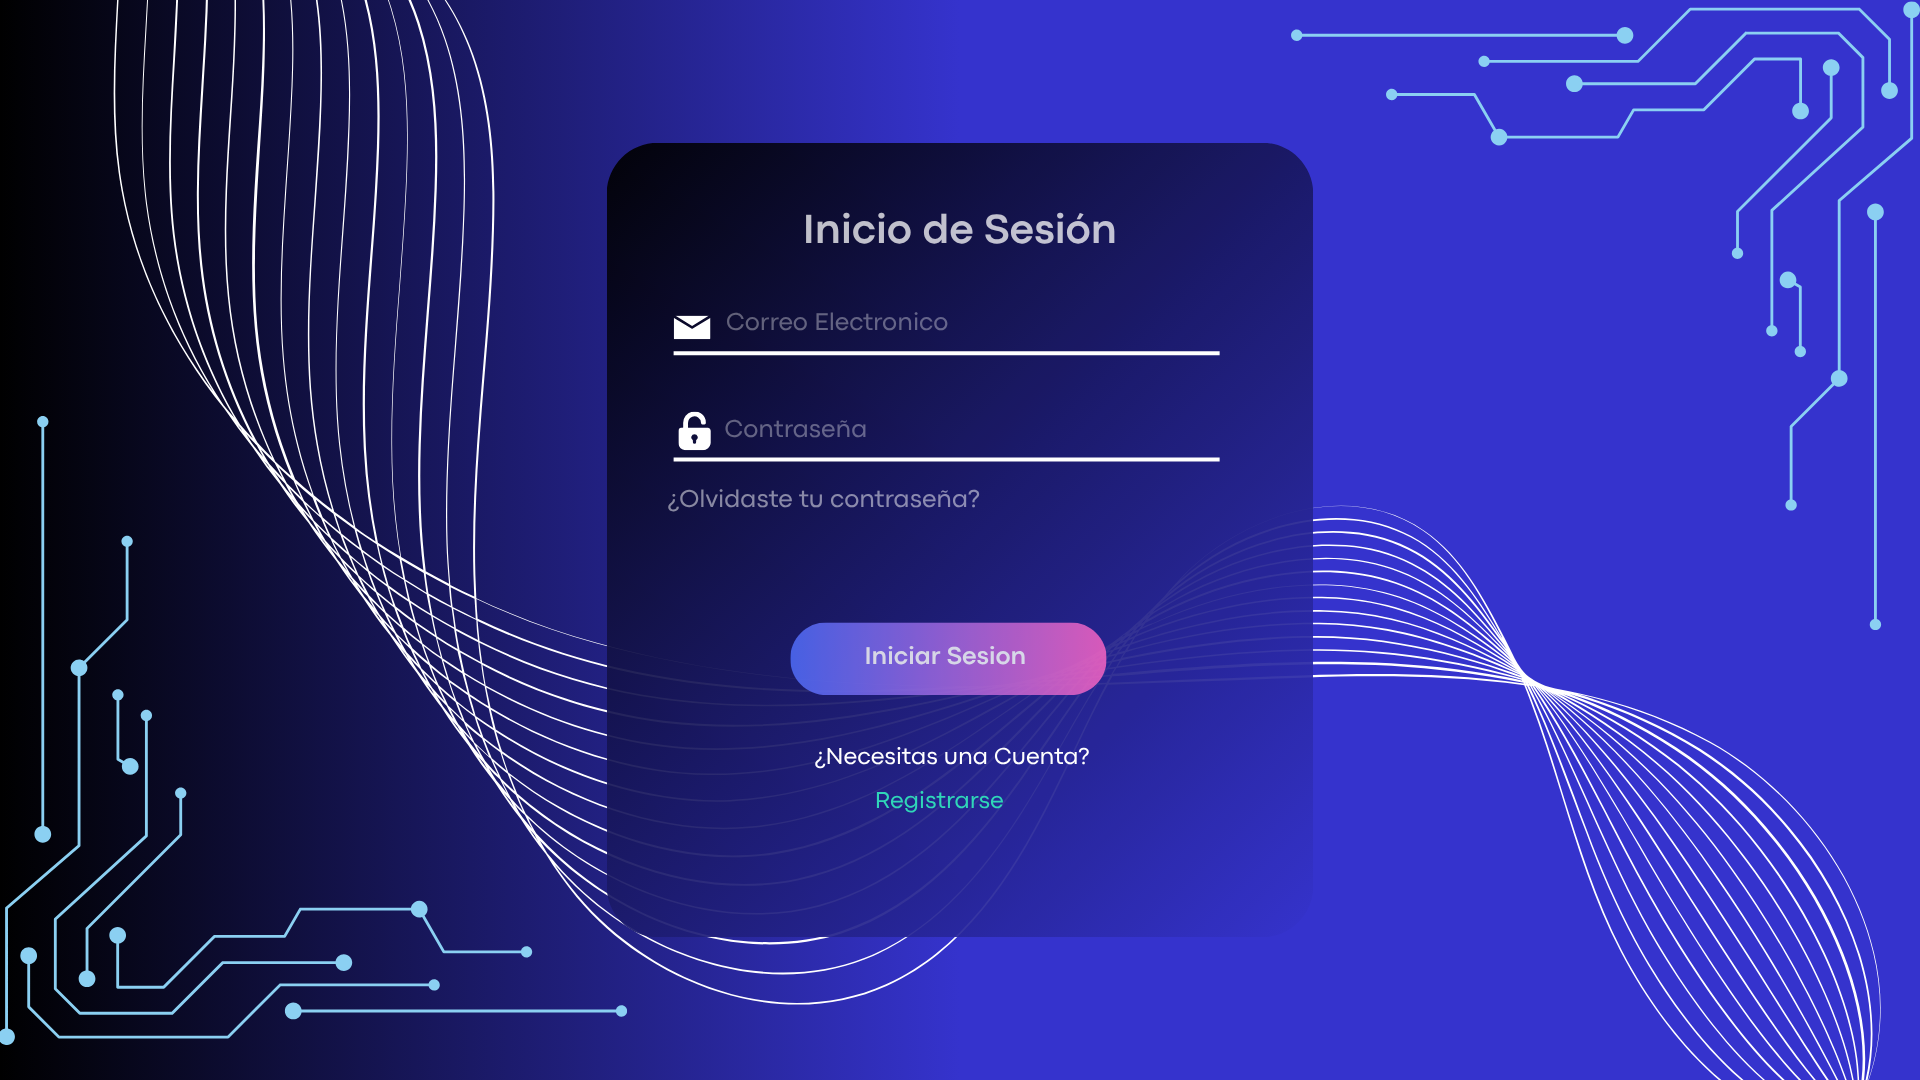 Inicio de Sesión
Correo Electronico
Contraseña
¿Olvidaste tu contraseña?
Iniciar Sesion
¿Necesitas una Cuenta?
Registrarse